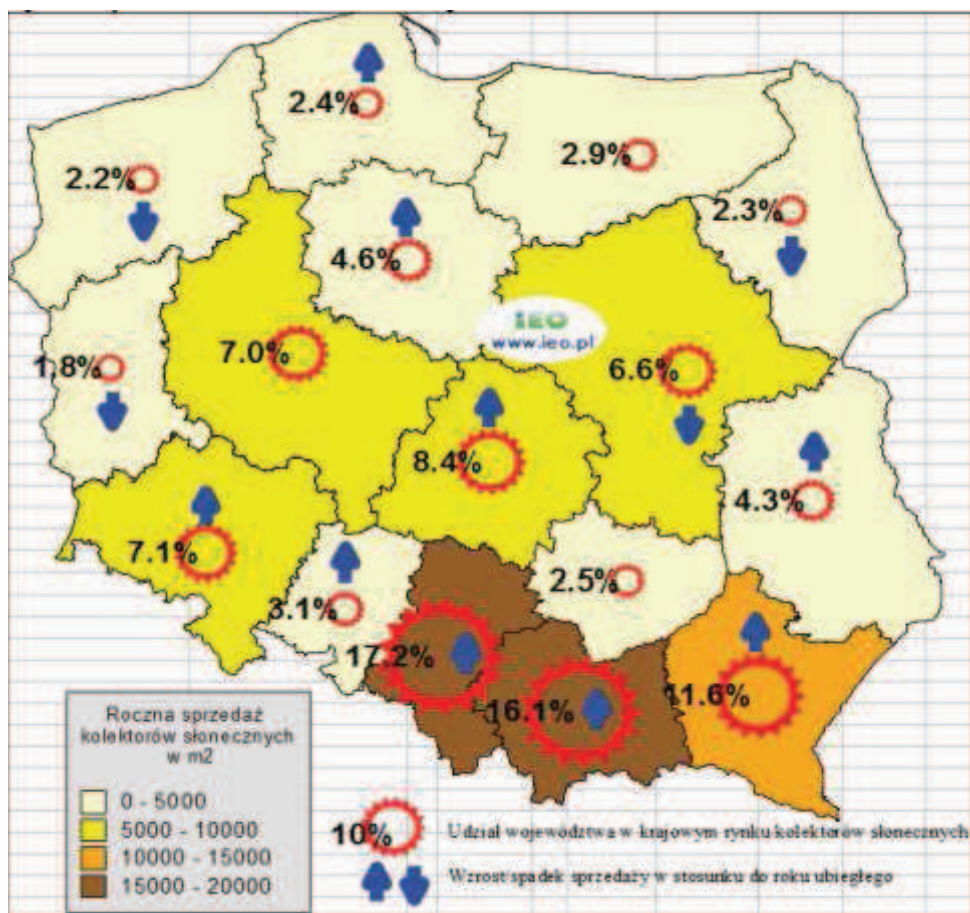 2.4%
2.9%
2.2%
2.3%
4.6%
IEO
www.ieo.pl
7.0%
6.6%
1.8%
8.4%
4.3%
7.1%
2.5%
3.1%
17.2%
16.1%
11.6%
Roczna sprzedaż
kolektorów słonecznych
w m2
0 - 5000
5000 - 10000
10000 - 15000
15000 - 20000
10%
Udział województwa w krajowym rynku kolektorów słonecznych
Wzrost/spadek sprzedaży w stosunku do roku ubiegłego